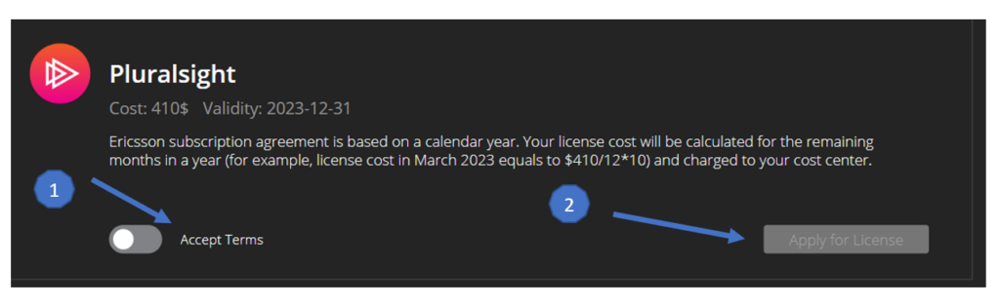 Pluralsight
Cost: 410$ Validity: 2023-12-31
Ericsson subscription agreement is based on a calendar year. Your license cost will be calculated for the remaining
months in a year (for example, license cost in March 2023 equals to $410/12*10) and charged to your cost center.
1
2
Accept Terms
Apply for License